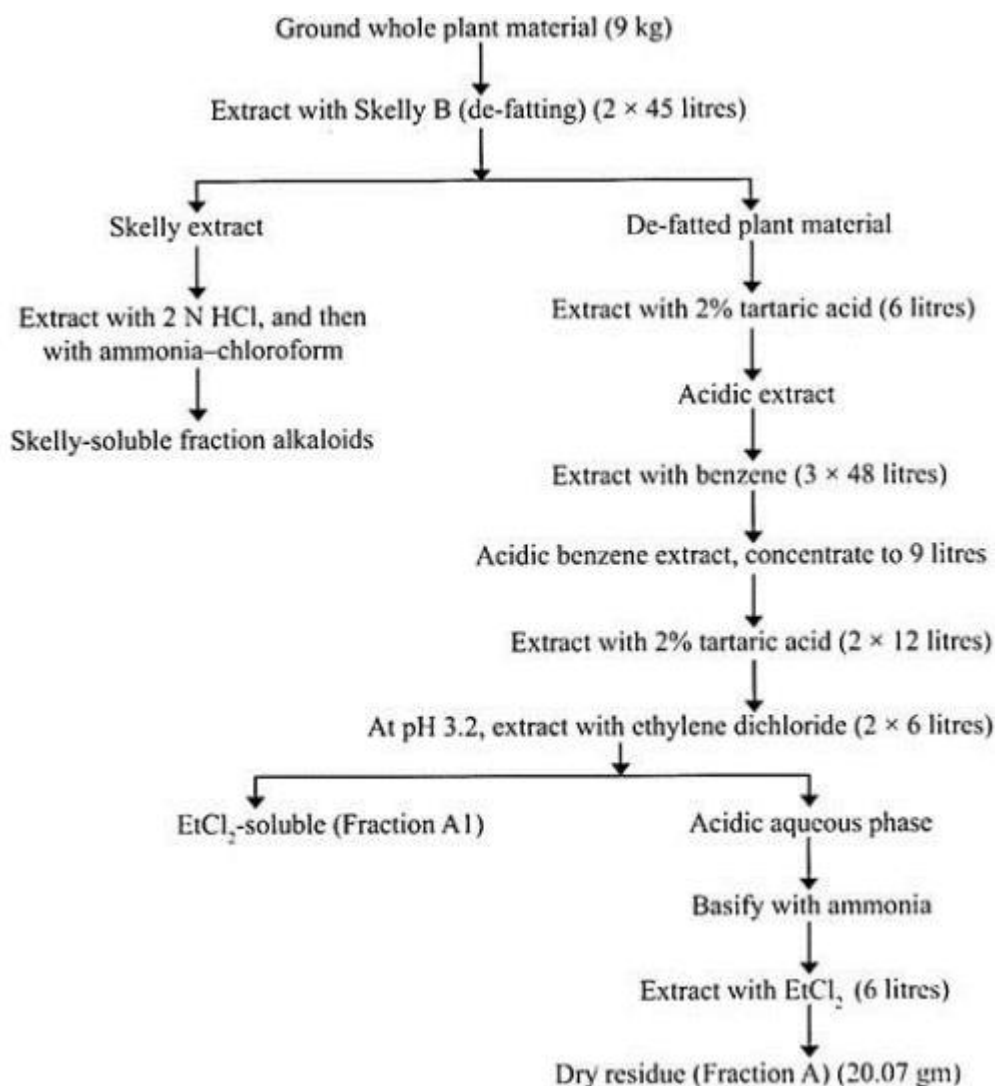 Ground whole plant material (9 kg)
Extract with Skelly B (de-fatting) (2 × 45 litres)
Skelly extract
De-fatted plant material
Extract with 2 N HCl, and then
with ammonia–chloroform
Extract with 2% tartaric acid (6 litres)
Acidic extract
Skelly-soluble fraction alkaloids
Extract with benzene (3 × 48 litres)
Acidic benzene extract, concentrate to 9 litres
Extract with 2% tartaric acid (2 × 12 litres)
At pH 3.2, extract with ethylene dichloride (2 × 6 litres)
EtCl₂-soluble (Fraction A1)
Acidic aqueous phase
Basify with ammonia
Extract with EtCl₂ (6 litres)
Dry residue (Fraction A) (20.07 gm)